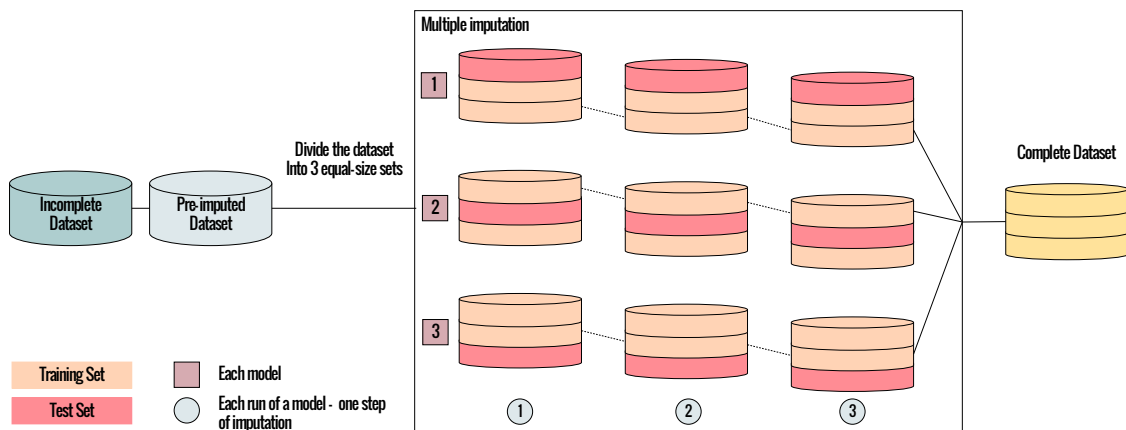 Multiple imputation
1
Divide the dataset
Into 3 equal-size sets
Complete Dataset
Incomplete
Dataset
Pre-imputed
Dataset
2
3
Training Set
Each model
Test Set
Each run of a model - one step
of imputation
1
2
3